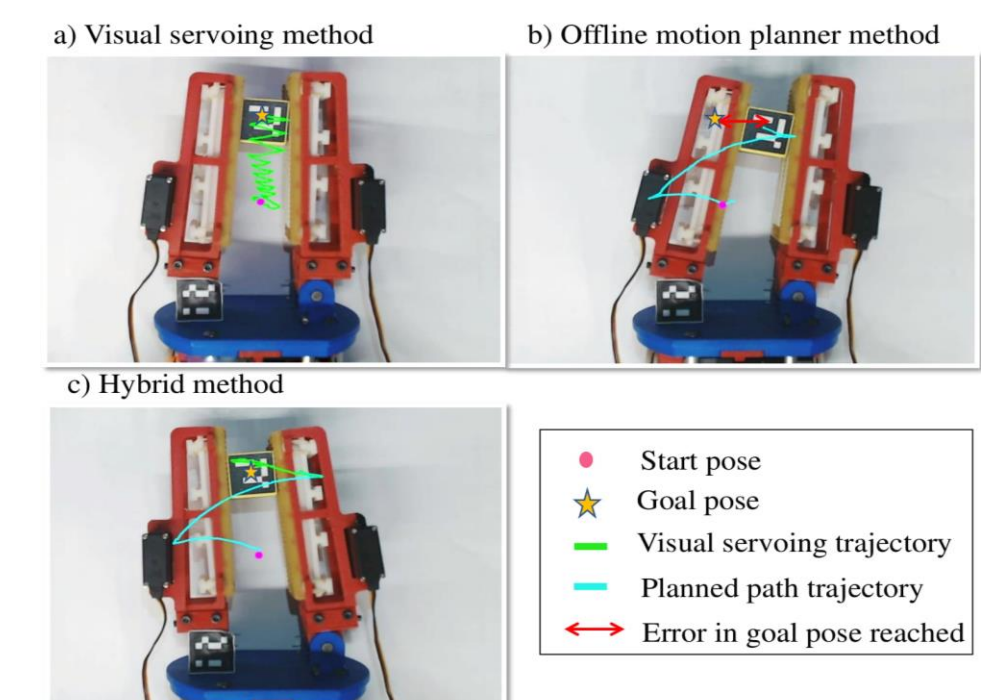 a) Visual servoing method
b) Offline motion planner method
c) Hybrid method
Start pose
Goal pose
Visual servoing trajectory
Planned path trajectory
Error in goal pose reached